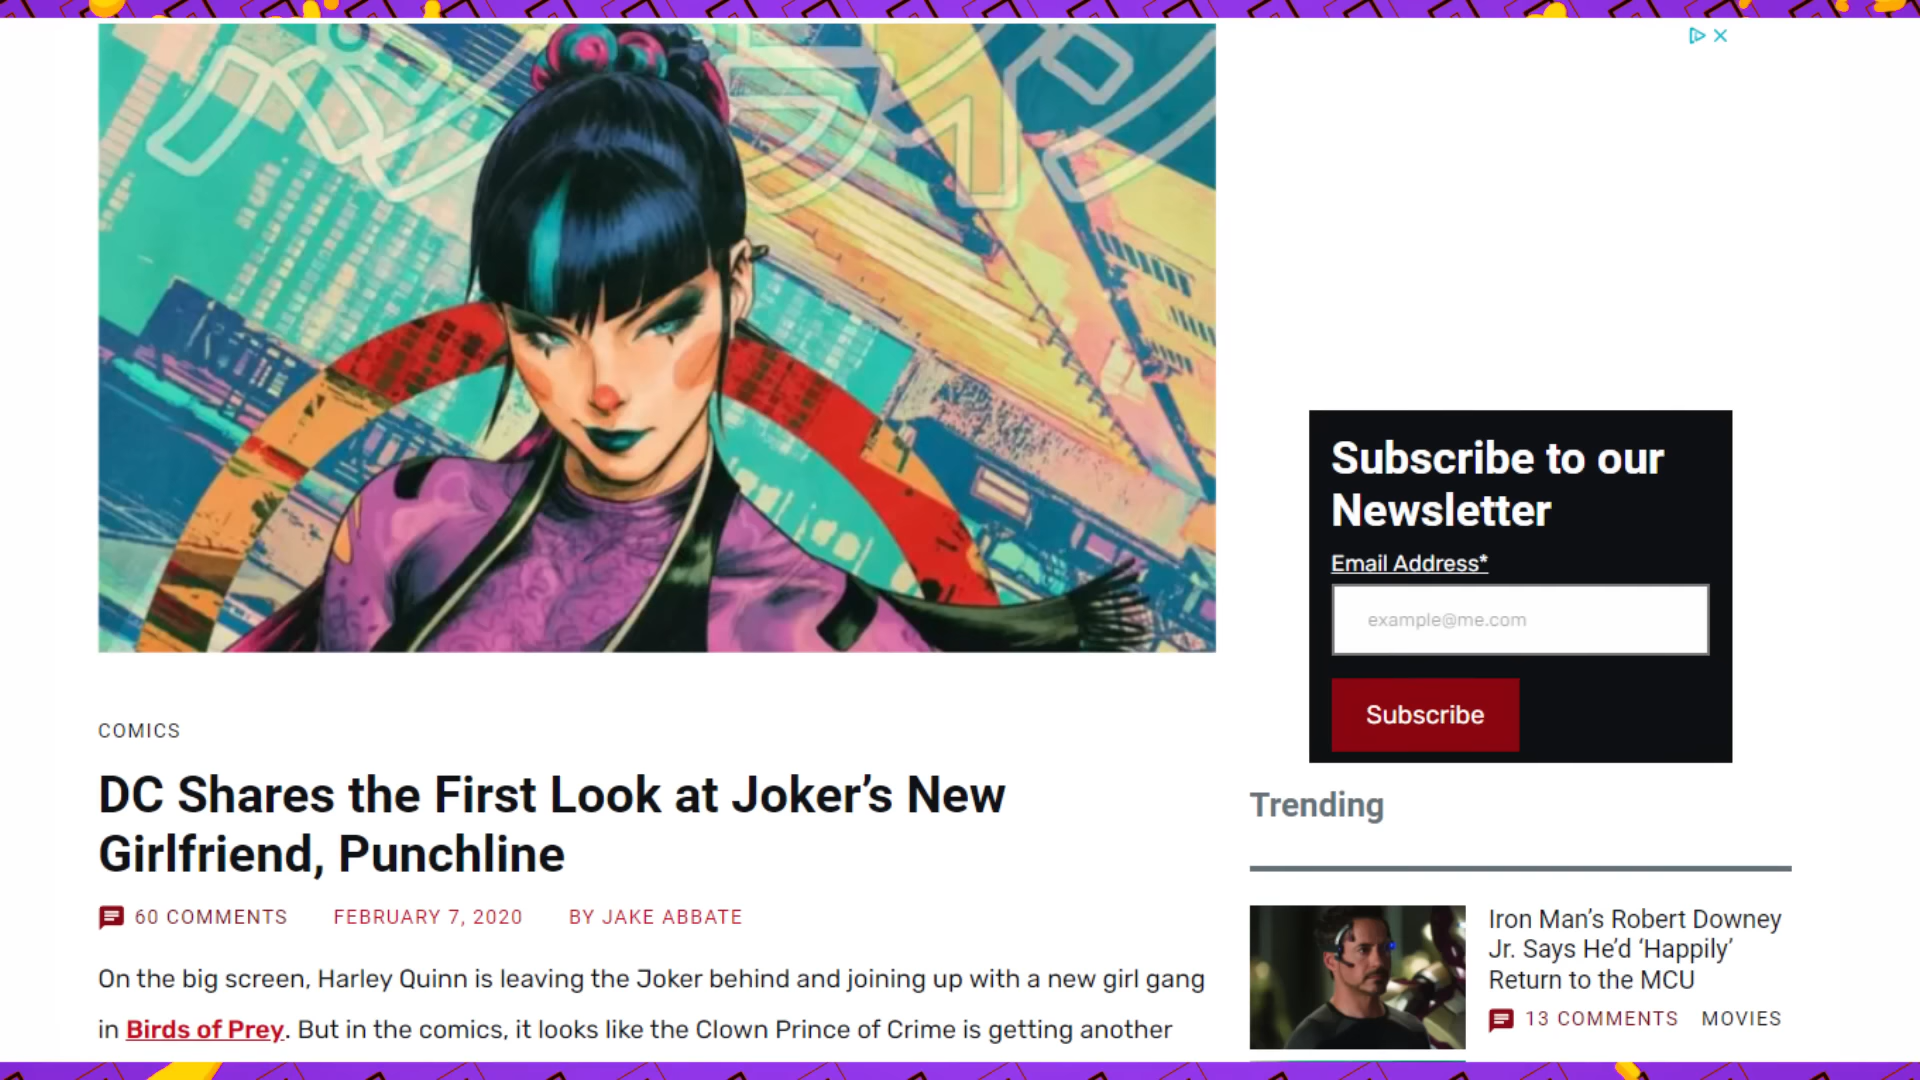 COMICS
DC Shares the First Look at Joker's New
Girlfriend, Punchline
60 COMMENTS FEBRUARY 7, 2020 BY JAKE ABBATE
On the big screen, Harley Quinn is leaving the Joker behind and joining up with a new girl gang
in Birds of Prey. But in the comics, it looks like the Clown Prince of Crime is getting another
Subscribe to our
Newsletter
Email Address*
example@me.com
Subscribe
Trending
Iron Man's Robert Downey
Jr. Says He'd ‘Happily’
Return to the MCU
13 COMMENTS MOVIES